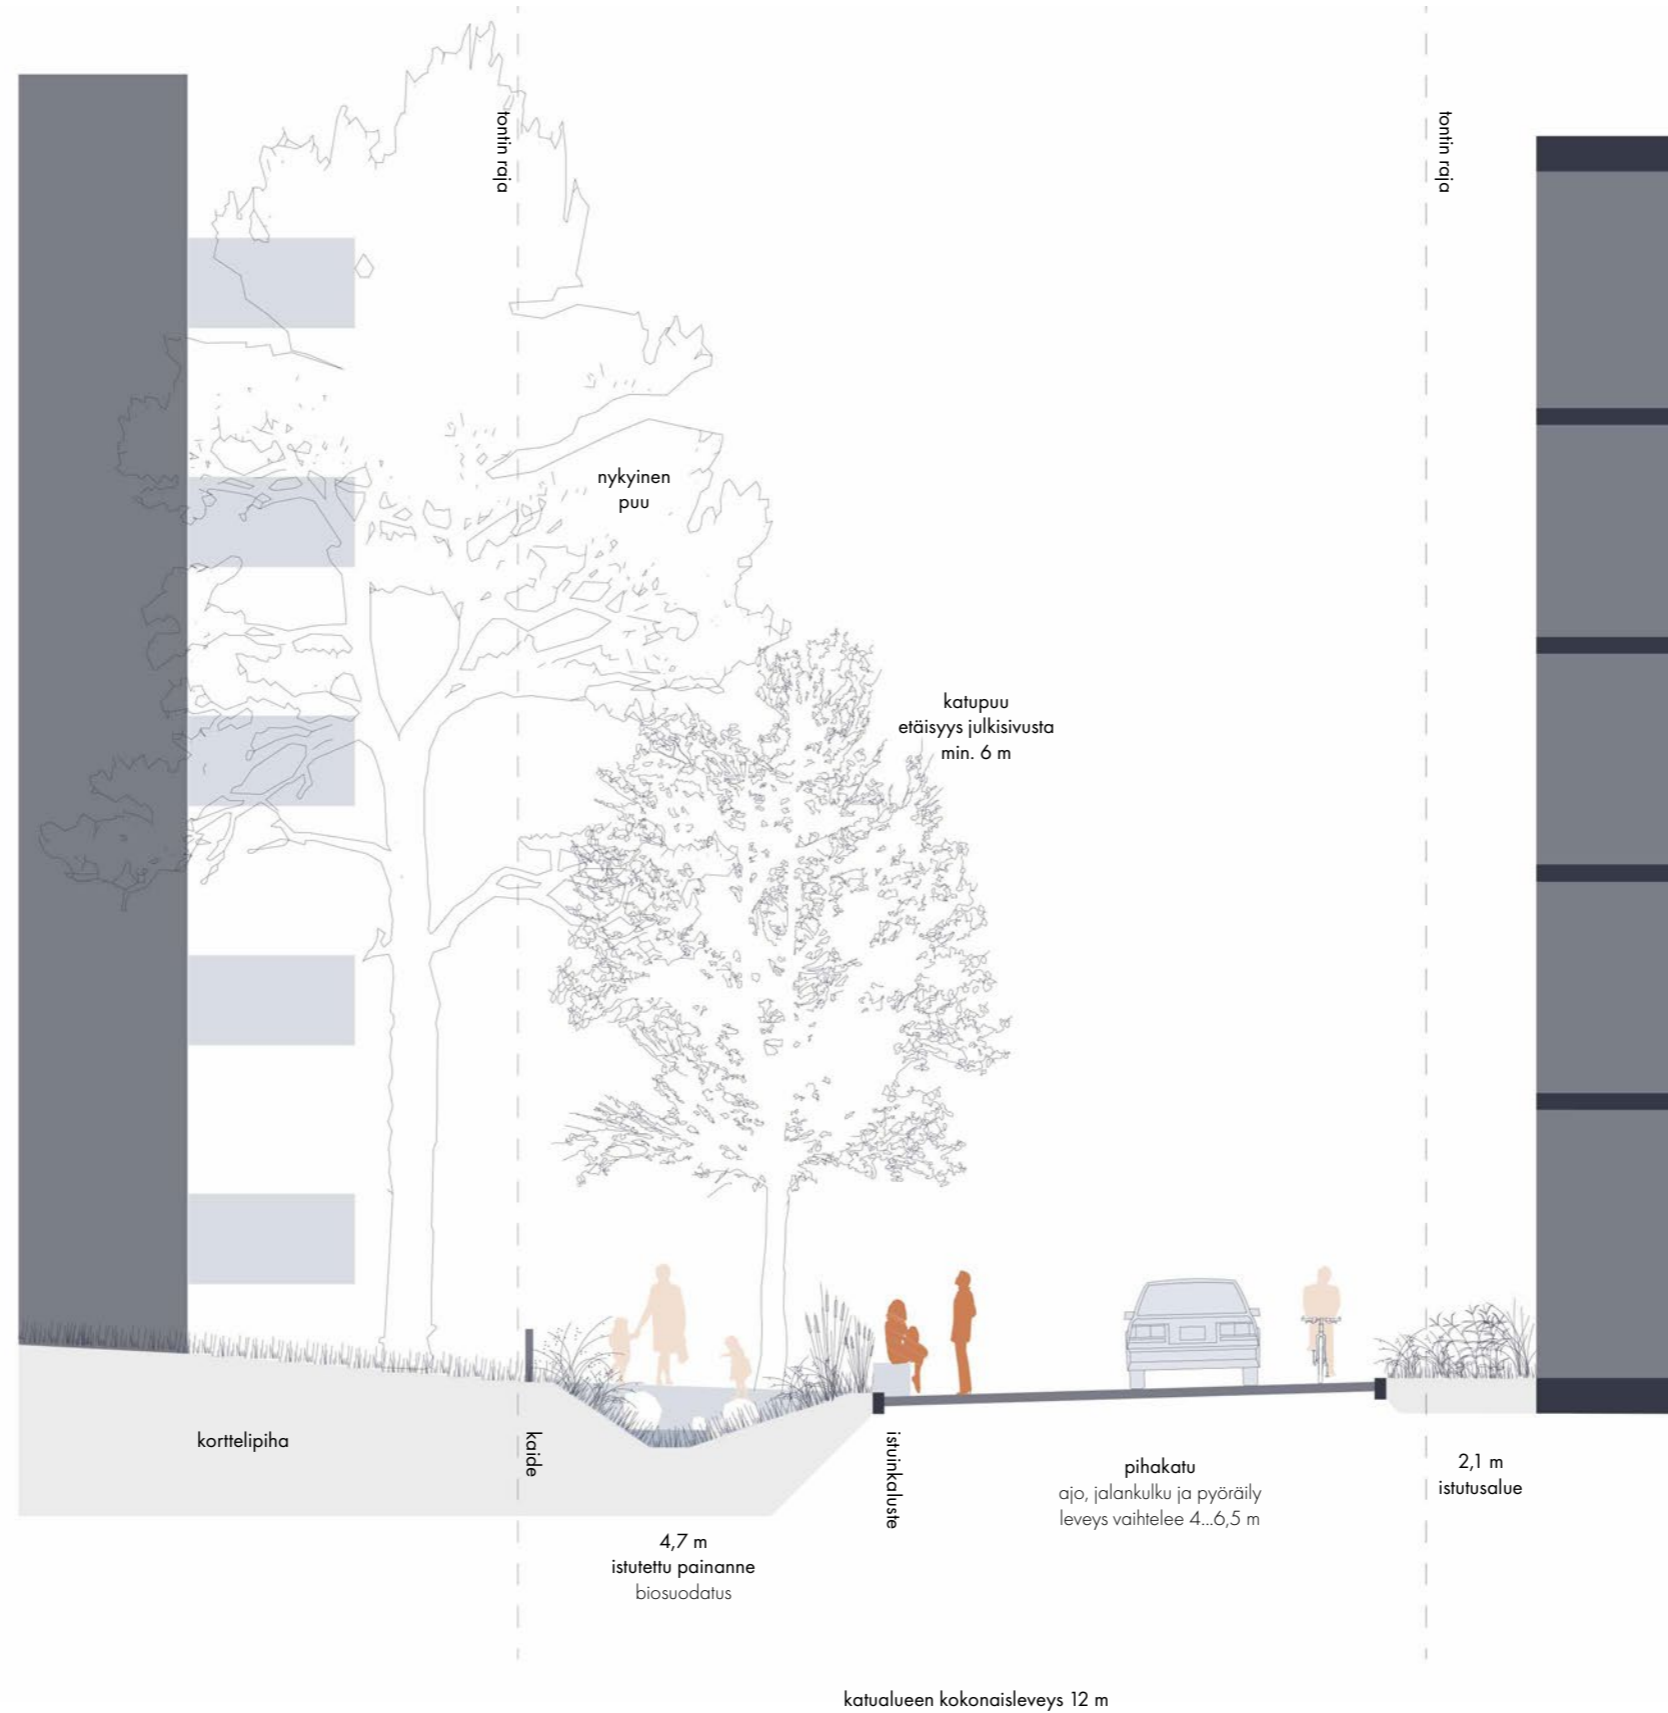 tontin raja
tontin raja
nykyinen
puu
katupuu
etäisyys julkisivusta
min. 6 m
korttelipiha
kaide
istuinkaluste
pihakatu
ajo, jalankulku ja pyöräily
leveys vaihtelee 4...6,5 m
2,1 m
istutusalue
4,7 m
istutettu painanne
biosuodatus
katualueen kokonaisleveys 12 m